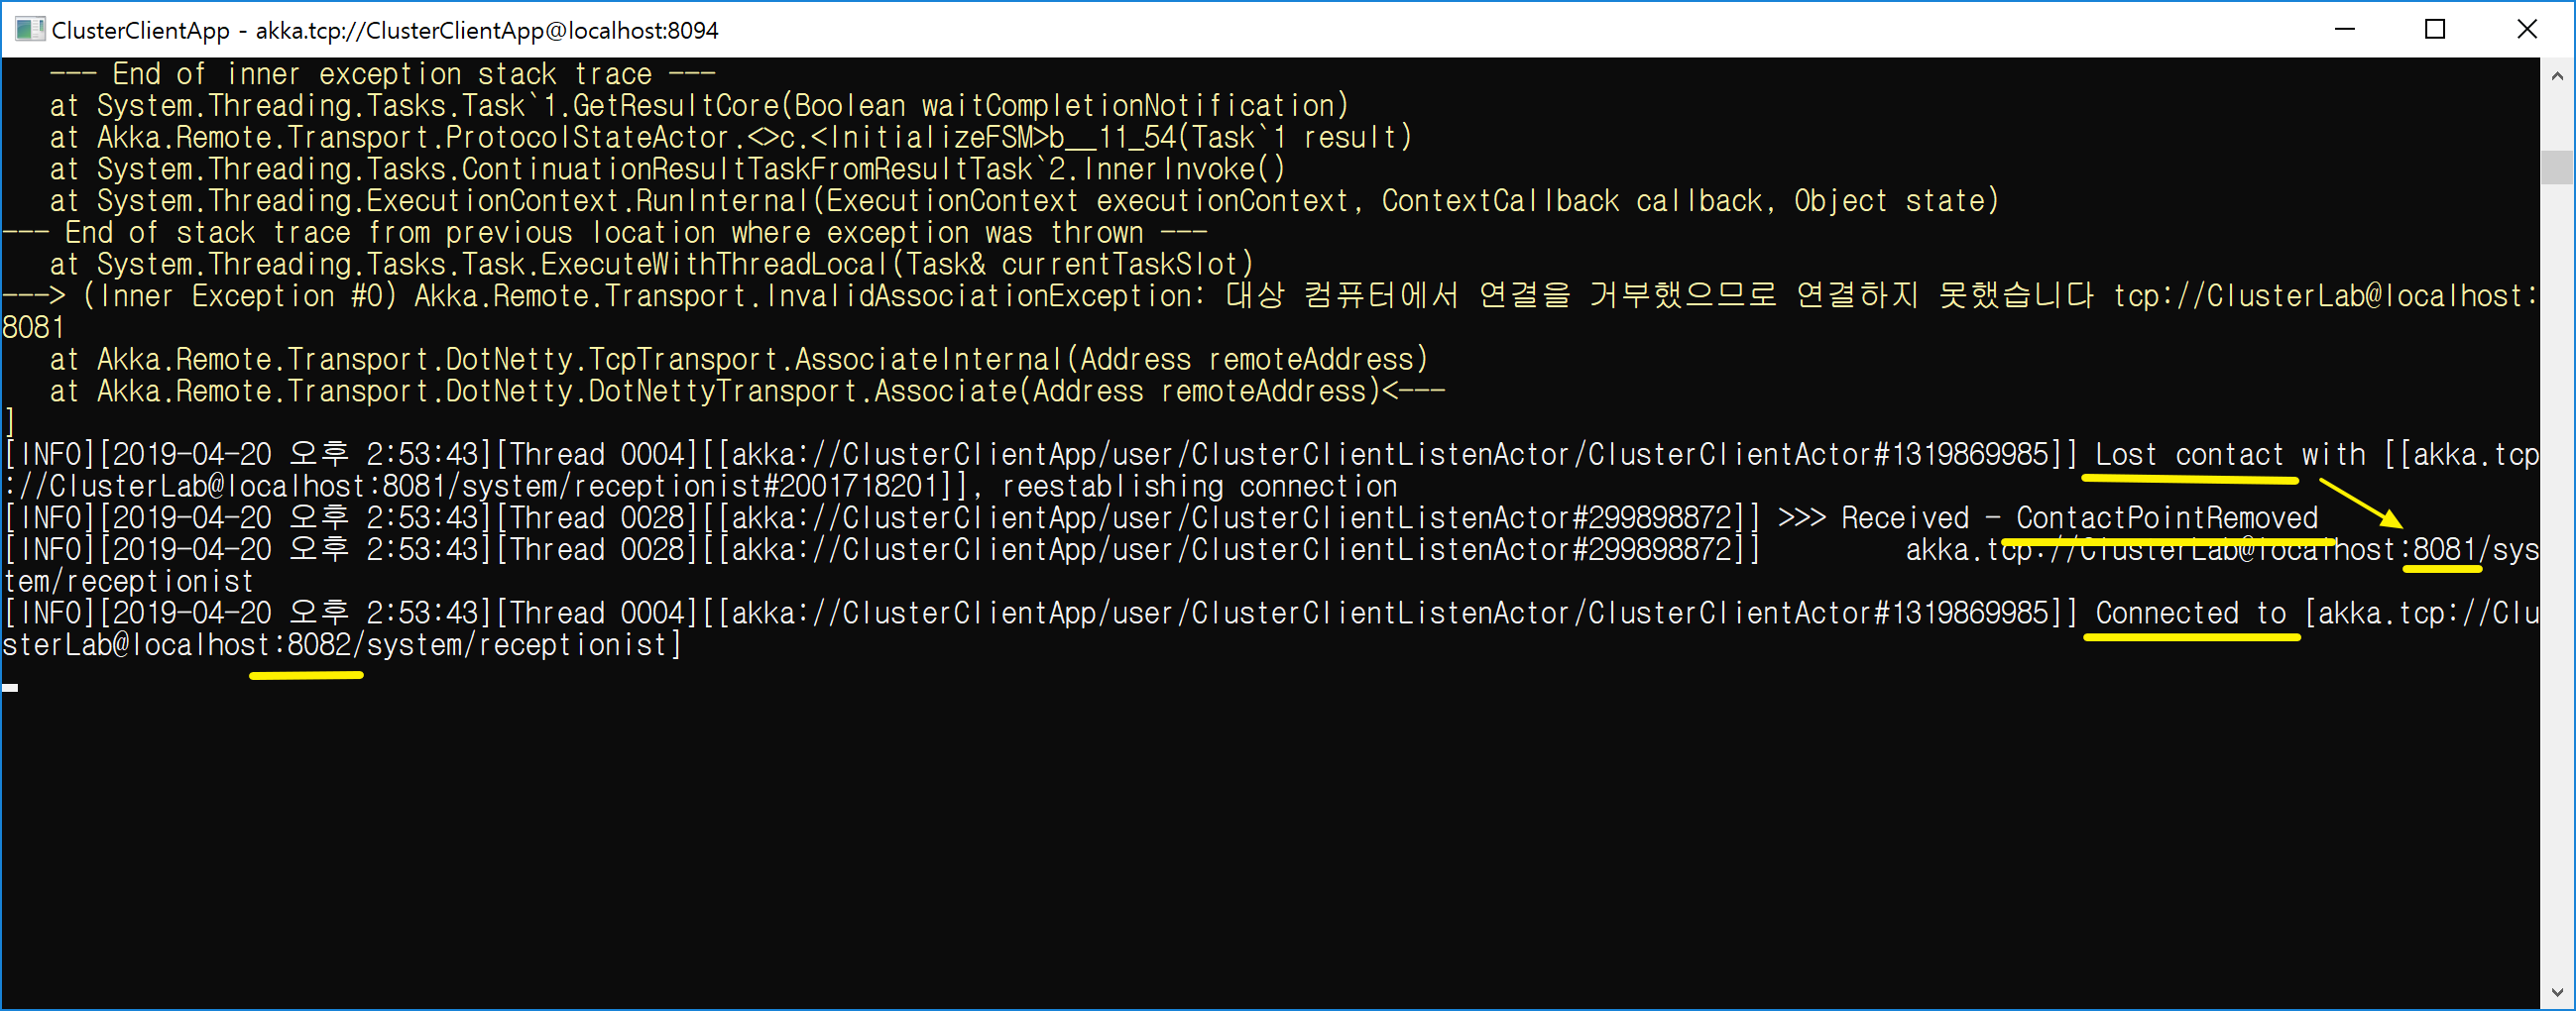 ClusterClientApp - akka.tcp://ClusterClientApp@localhost:8094
--- End of inner exception stack trace ---
at System.Threading.Tasks.Task`1.GetResultCore(Boolean waitCompletionNotification)
at Akka.Remote.Transport.ProtocolStateActor.<>c.<InitializeFSM>b__11_54(Task`1 result)
at System.Threading.Tasks.ContinuationResultTaskFromResultTask`2.InnerInvoke()
at System.Threading.ExecutionContext.RunInternal(ExecutionContext executionContext, ContextCallback callback, Object state)
--- End of stack trace from previous location where exception was thrown ---
at System.Threading.Tasks.Task.ExecuteWithThreadLocal(Task& currentTaskSlot)
---> (Inner Exception #0) Akka.Remote.Transport.InvalidAssociationException: 대상 컴퓨터에서 연결을 거부했으므로 연결하지 못했습니다 tcp://ClusterLab@localhost:
8081
at Akka.Remote.Transport.DotNetty.TcpTransport.AssociateInternal(Address remoteAddress)
at Akka.Remote.Transport.DotNetty.DotNettyTransport.Associate(Address remoteAddress)<---
]
[INFO][2019-04-20 오후 2:53:43][Thread 0004][[akka://ClusterClientApp/user/ClusterClientListenActor/ClusterClientActor#1319869985]] Lost contact with [[akka.tcp
://ClusterLab@localhost:8081/system/receptionist#2001718201]], reestablishing connection
[INFO][2019-04-20 오후 2:53:43][Thread 0028][[akka://ClusterClientApp/user/ClusterClientListenActor#299898872]] >>> Received - ContactPointRemoved
[INFO][2019-04-20 오후 2:53:43][Thread 0028][[akka://ClusterClientApp/user/ClusterClientListenActor#299898872]] akka.tcp://ClusterLab@localhost:8081/sys
tem/receptionist
[INFO][2019-04-20 오후 2:53:43][Thread 0004][[akka://ClusterClientApp/user/ClusterClientListenActor/ClusterClientActor#1319869985]] Connected to [akka.tcp://Clu
sterLab@localhost:8082/system/receptionist]